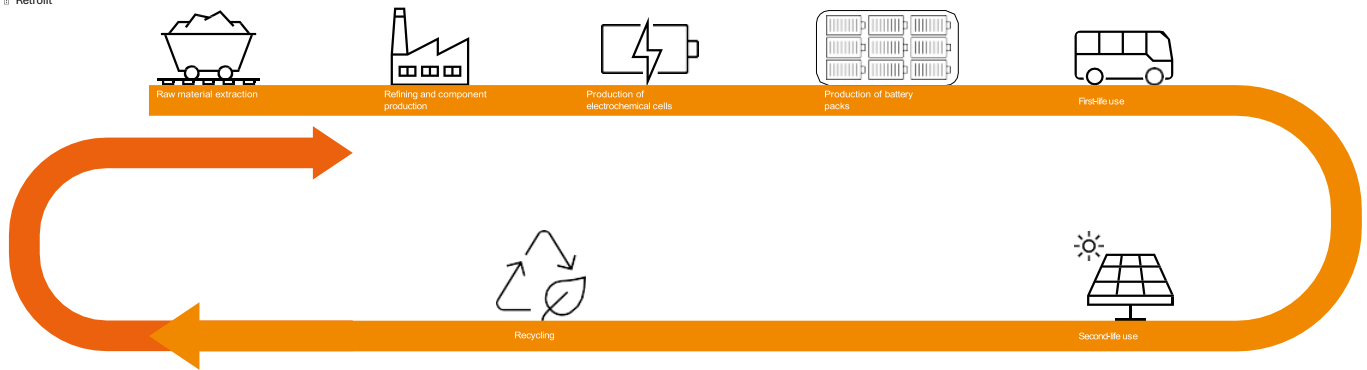 Retrofit
Raw material extraction
Refining and component
production
Production of
electrochemical cells
Production of battery
packs
First-life use
Recycling
Second-life use